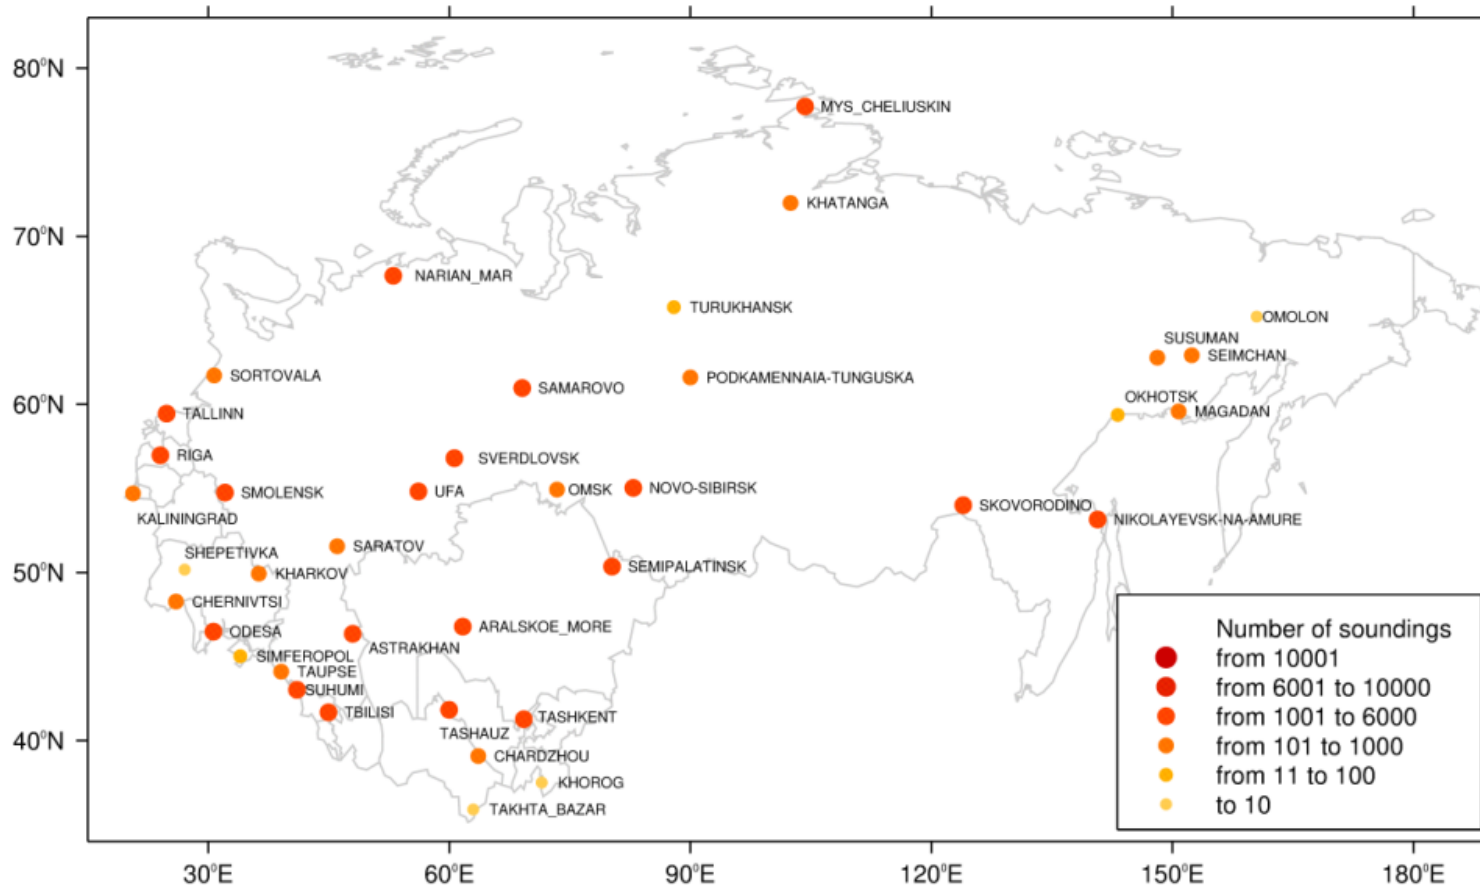 80°N
MYS_CHELIUSKIN
KHATANGA
70°N
NARIAN_MAR
TURUKHANSK
OMOLON
SUSUMAN
SEIMCHAN
SORTOVALA
SAMAROVO
PODKAMENNAIA-TUNGUSKA
OKHOTSK
60°N
TALLINN
MAGADAN
RIGA
SVERDLOVSK
SMOLENSK
UFA
OMSK
NOVO-SIBIRSK
SKOVORODINO
KALININGRAD
NIKOLAYEVSK-NA-AMURE
SARATOV
SHEPETIVKA
50°N
KHARKOV
SEMIPALATINSK
CHERNIVTSI
ODESA
ARALSKOE_MORE
ASTRAKHAN
SIMFEROPOL
TAUPSE
SUHUMI
TBILISI
TASHKENT
TASHAUZ
40°N
CHARDZHOU
KHOROG
TAKHTA_BAZAR
Number of soundings
from 10001
from 6001 to 10000
from 1001 to 6000
from 101 to 1000
from 11 to 100
to 10
30°E 60°E 90°E 120°E 150°E 180°E